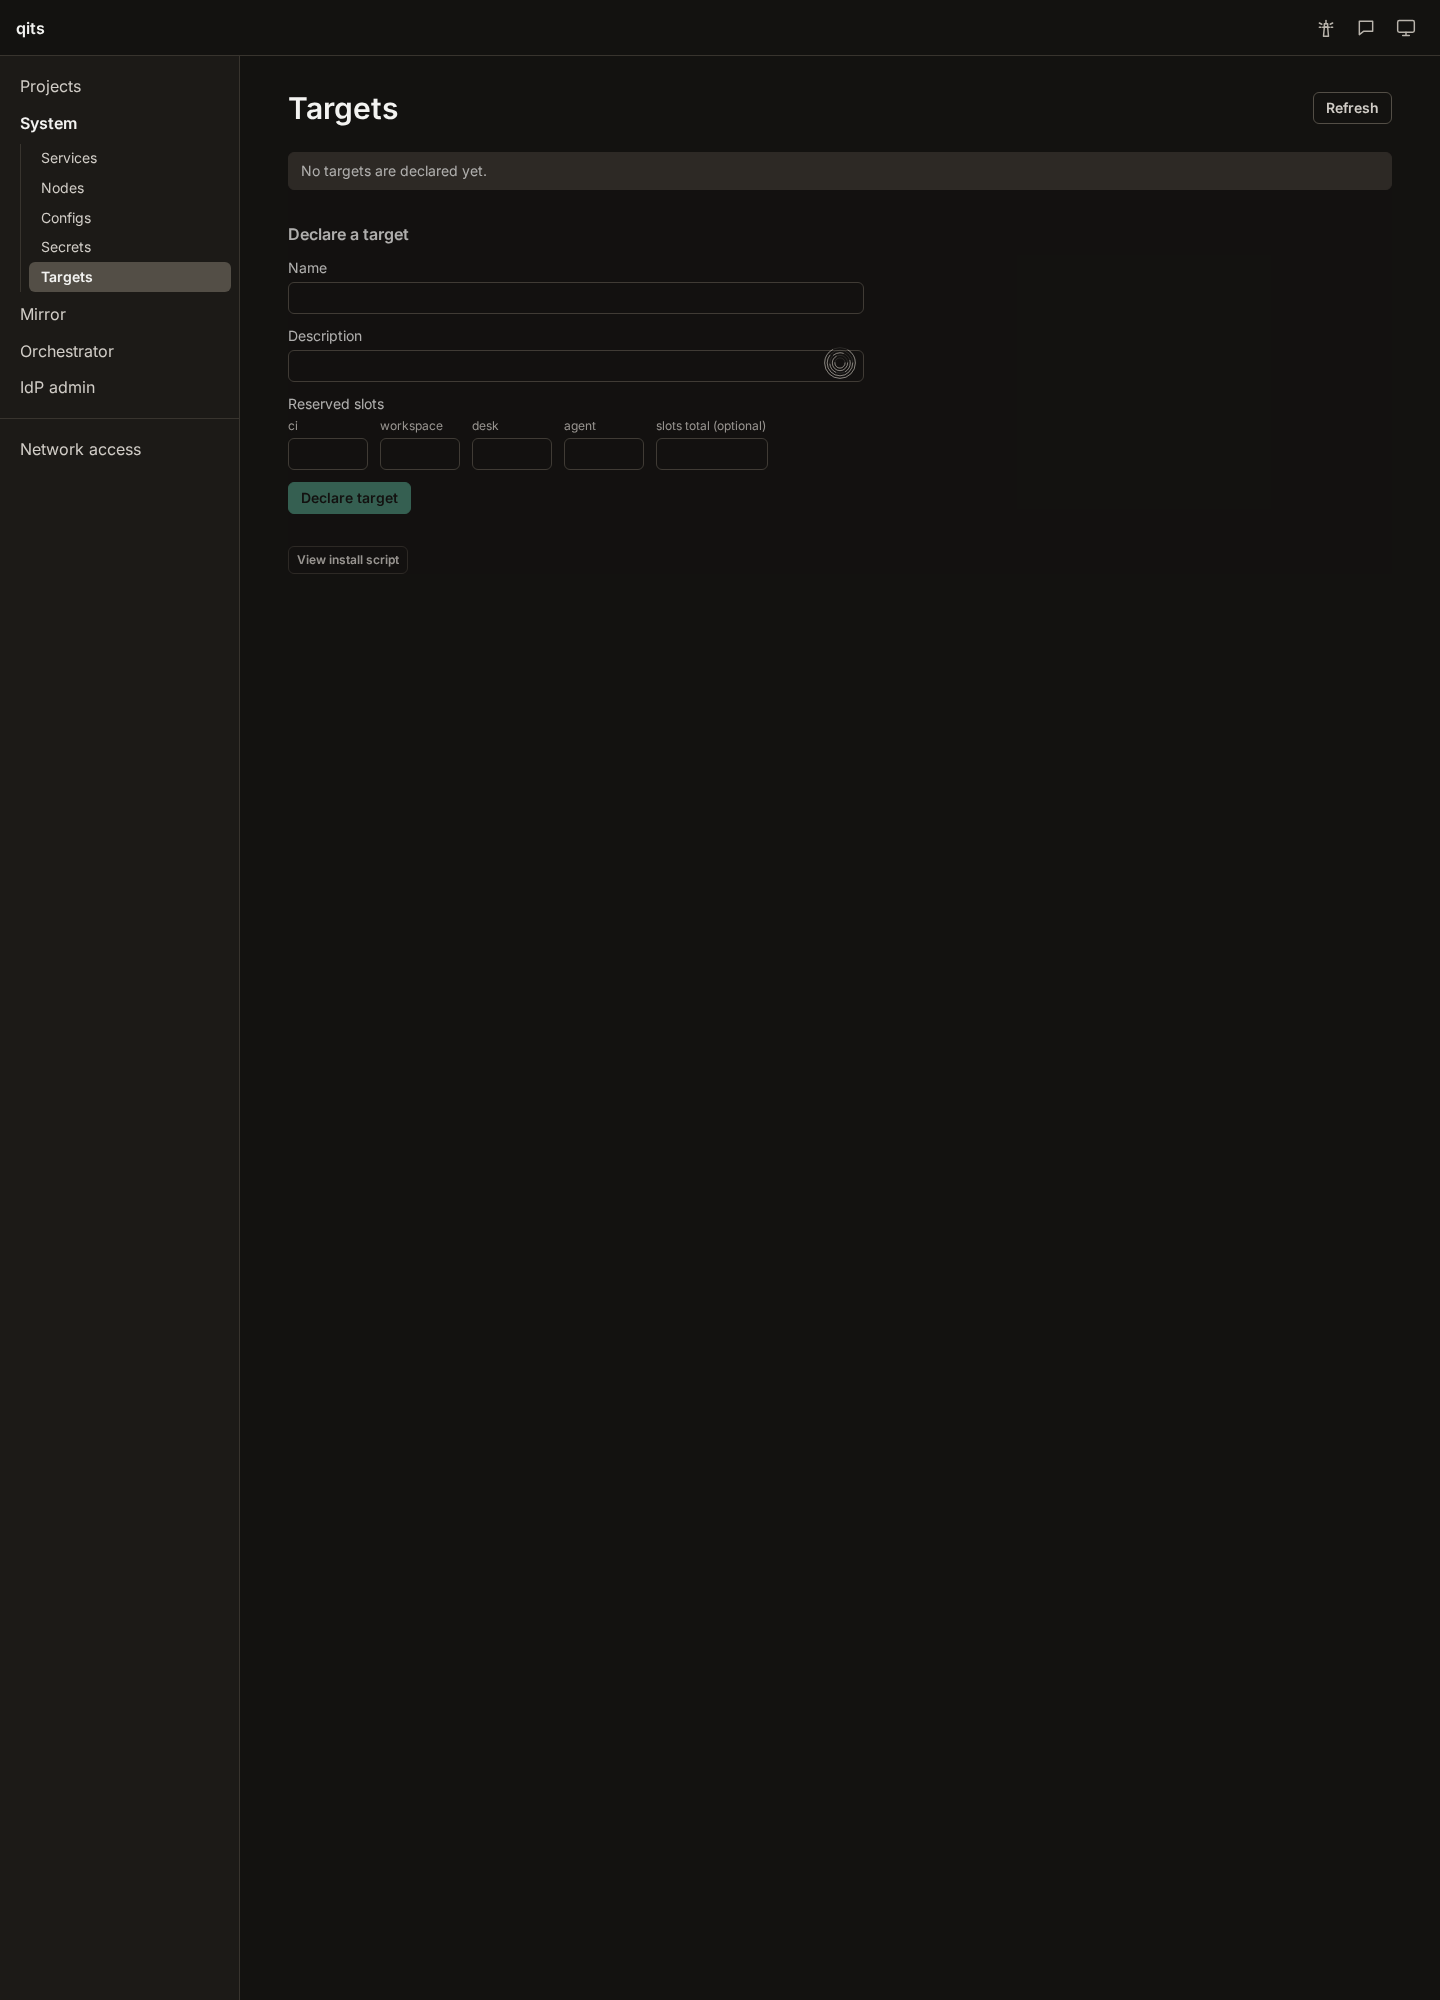 qits
Projects
System
Services
Nodes
Configs
Secrets
Targets
Mirror
Orchestrator
IdP admin
Network access
Targets
Refresh
No targets are declared yet.
Declare a target
Name
Description
Reserved slots
ci workspace desk agent slots total (optional)
Declare target
View install script